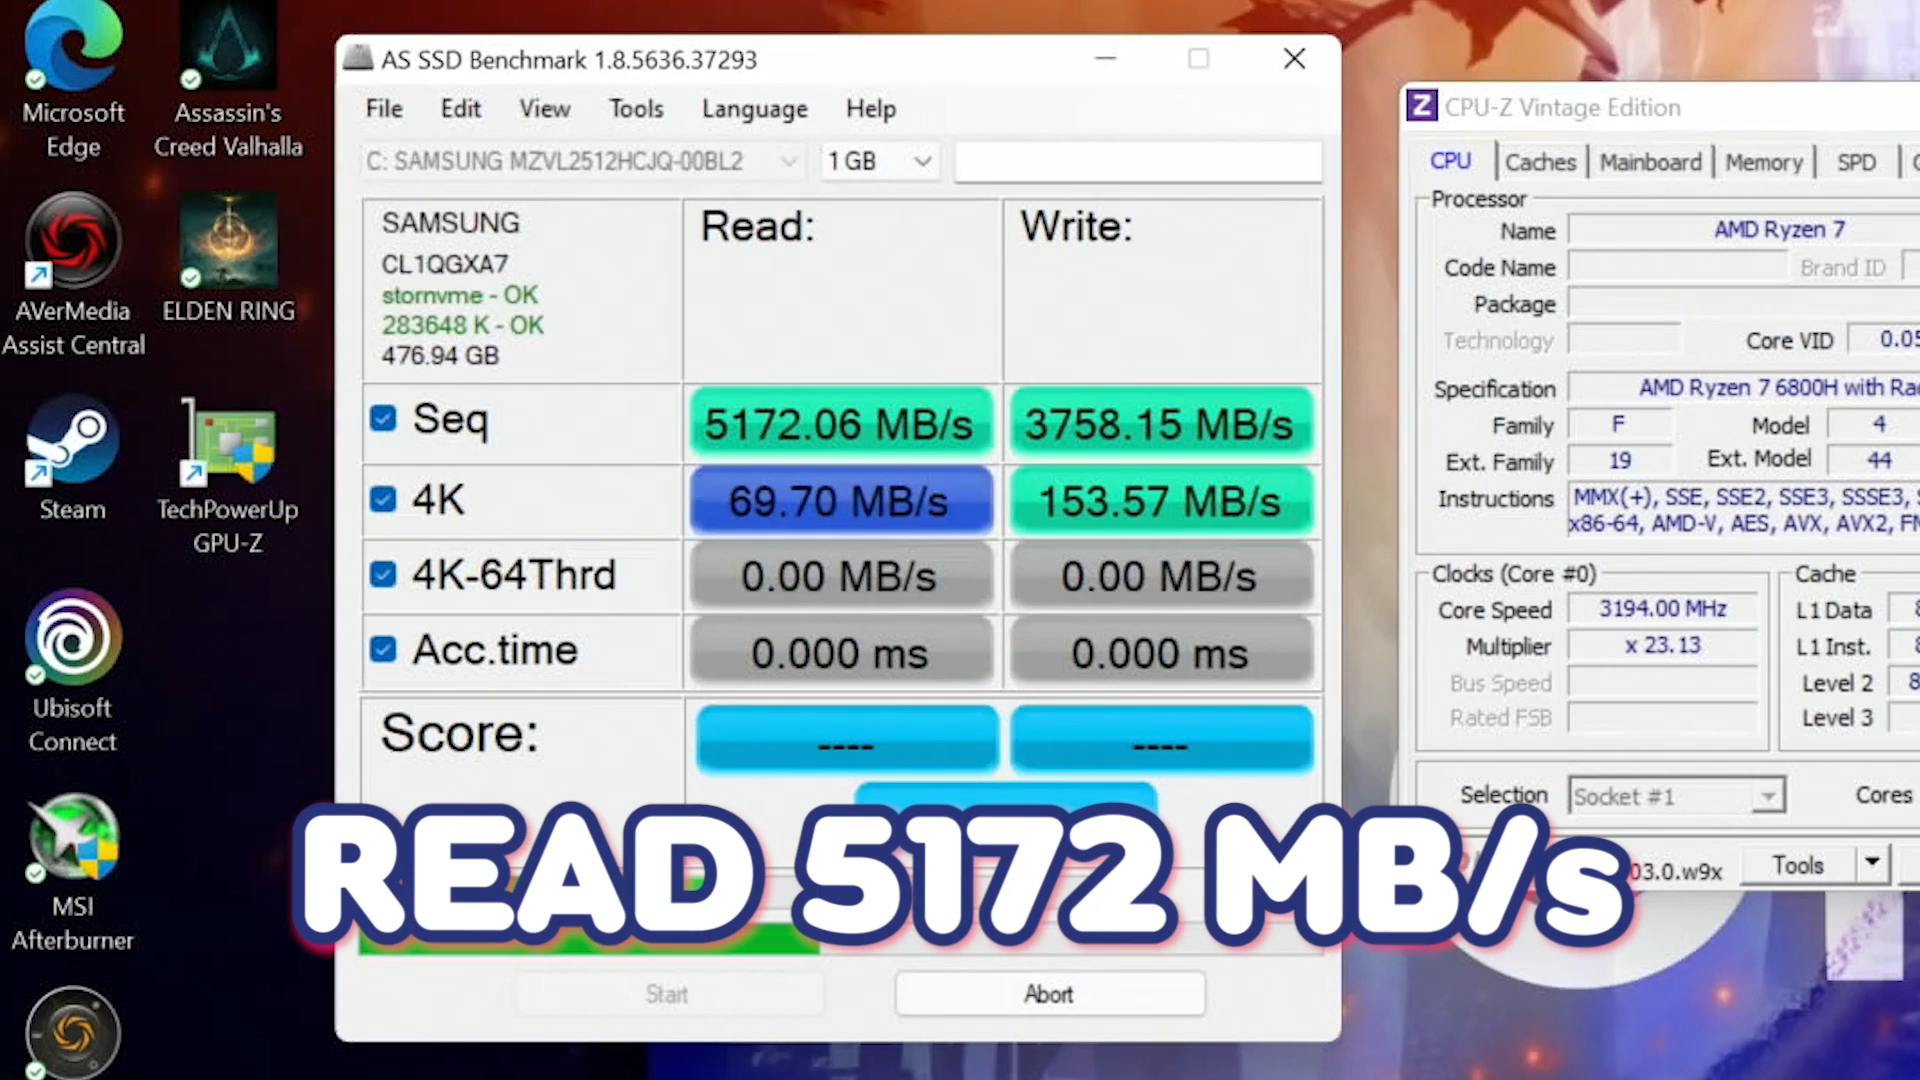 Microsoft
Edge
Assassin's
Creed Valhalla
AVerMedia
Assist Central
ELDEN RING
Steam
TechPowerUp
GPU-Z
Ubisoft
Connect
MSI
Afterburner
AS SSD Benchmark 1.8.5636.37293
File Edit View Tools Language Help
C: SAMSUNG MZVL2512HCJQ-00BL2 1 GB
SAMSUNG
CL1QGXA7
stornvme - OK
283648 K - OK
476.94 GB
Read: Write:
Seq 5172.06 MB/s 3758.15 MB/s
4K 69.70 MB/s 153.57 MB/s
4K-64Thrd 0.00 MB/s 0.00 MB/s
Acc.time 0.000 ms 0.000 ms
Score: ---- ----
READ 5172 MB/s
Start Abort
CPU-Z Vintage Edition
CPU Caches Mainboard Memory SPD
Processor
Name AMD Ryzen 7
Code Name Brand ID
Package
Technology Core VID 0.05
Specification AMD Ryzen 7 6800H with
Family F Model 4
Ext. Family 19 Ext. Model 44
Instructions MMX(+), SSE, SSE2, SSE3, SSSE3,
x86-64, AMD-V, AES, AVX, AVX2,
Clocks (Core #0)
Core Speed 3194.00 MHz
Multiplier x 23.13
Bus Speed
Rated FSB
Cache
L1 Data
L1 Inst.
Level 2
Level 3
Selection Socket #1 Cores
03.0.w9x Tools